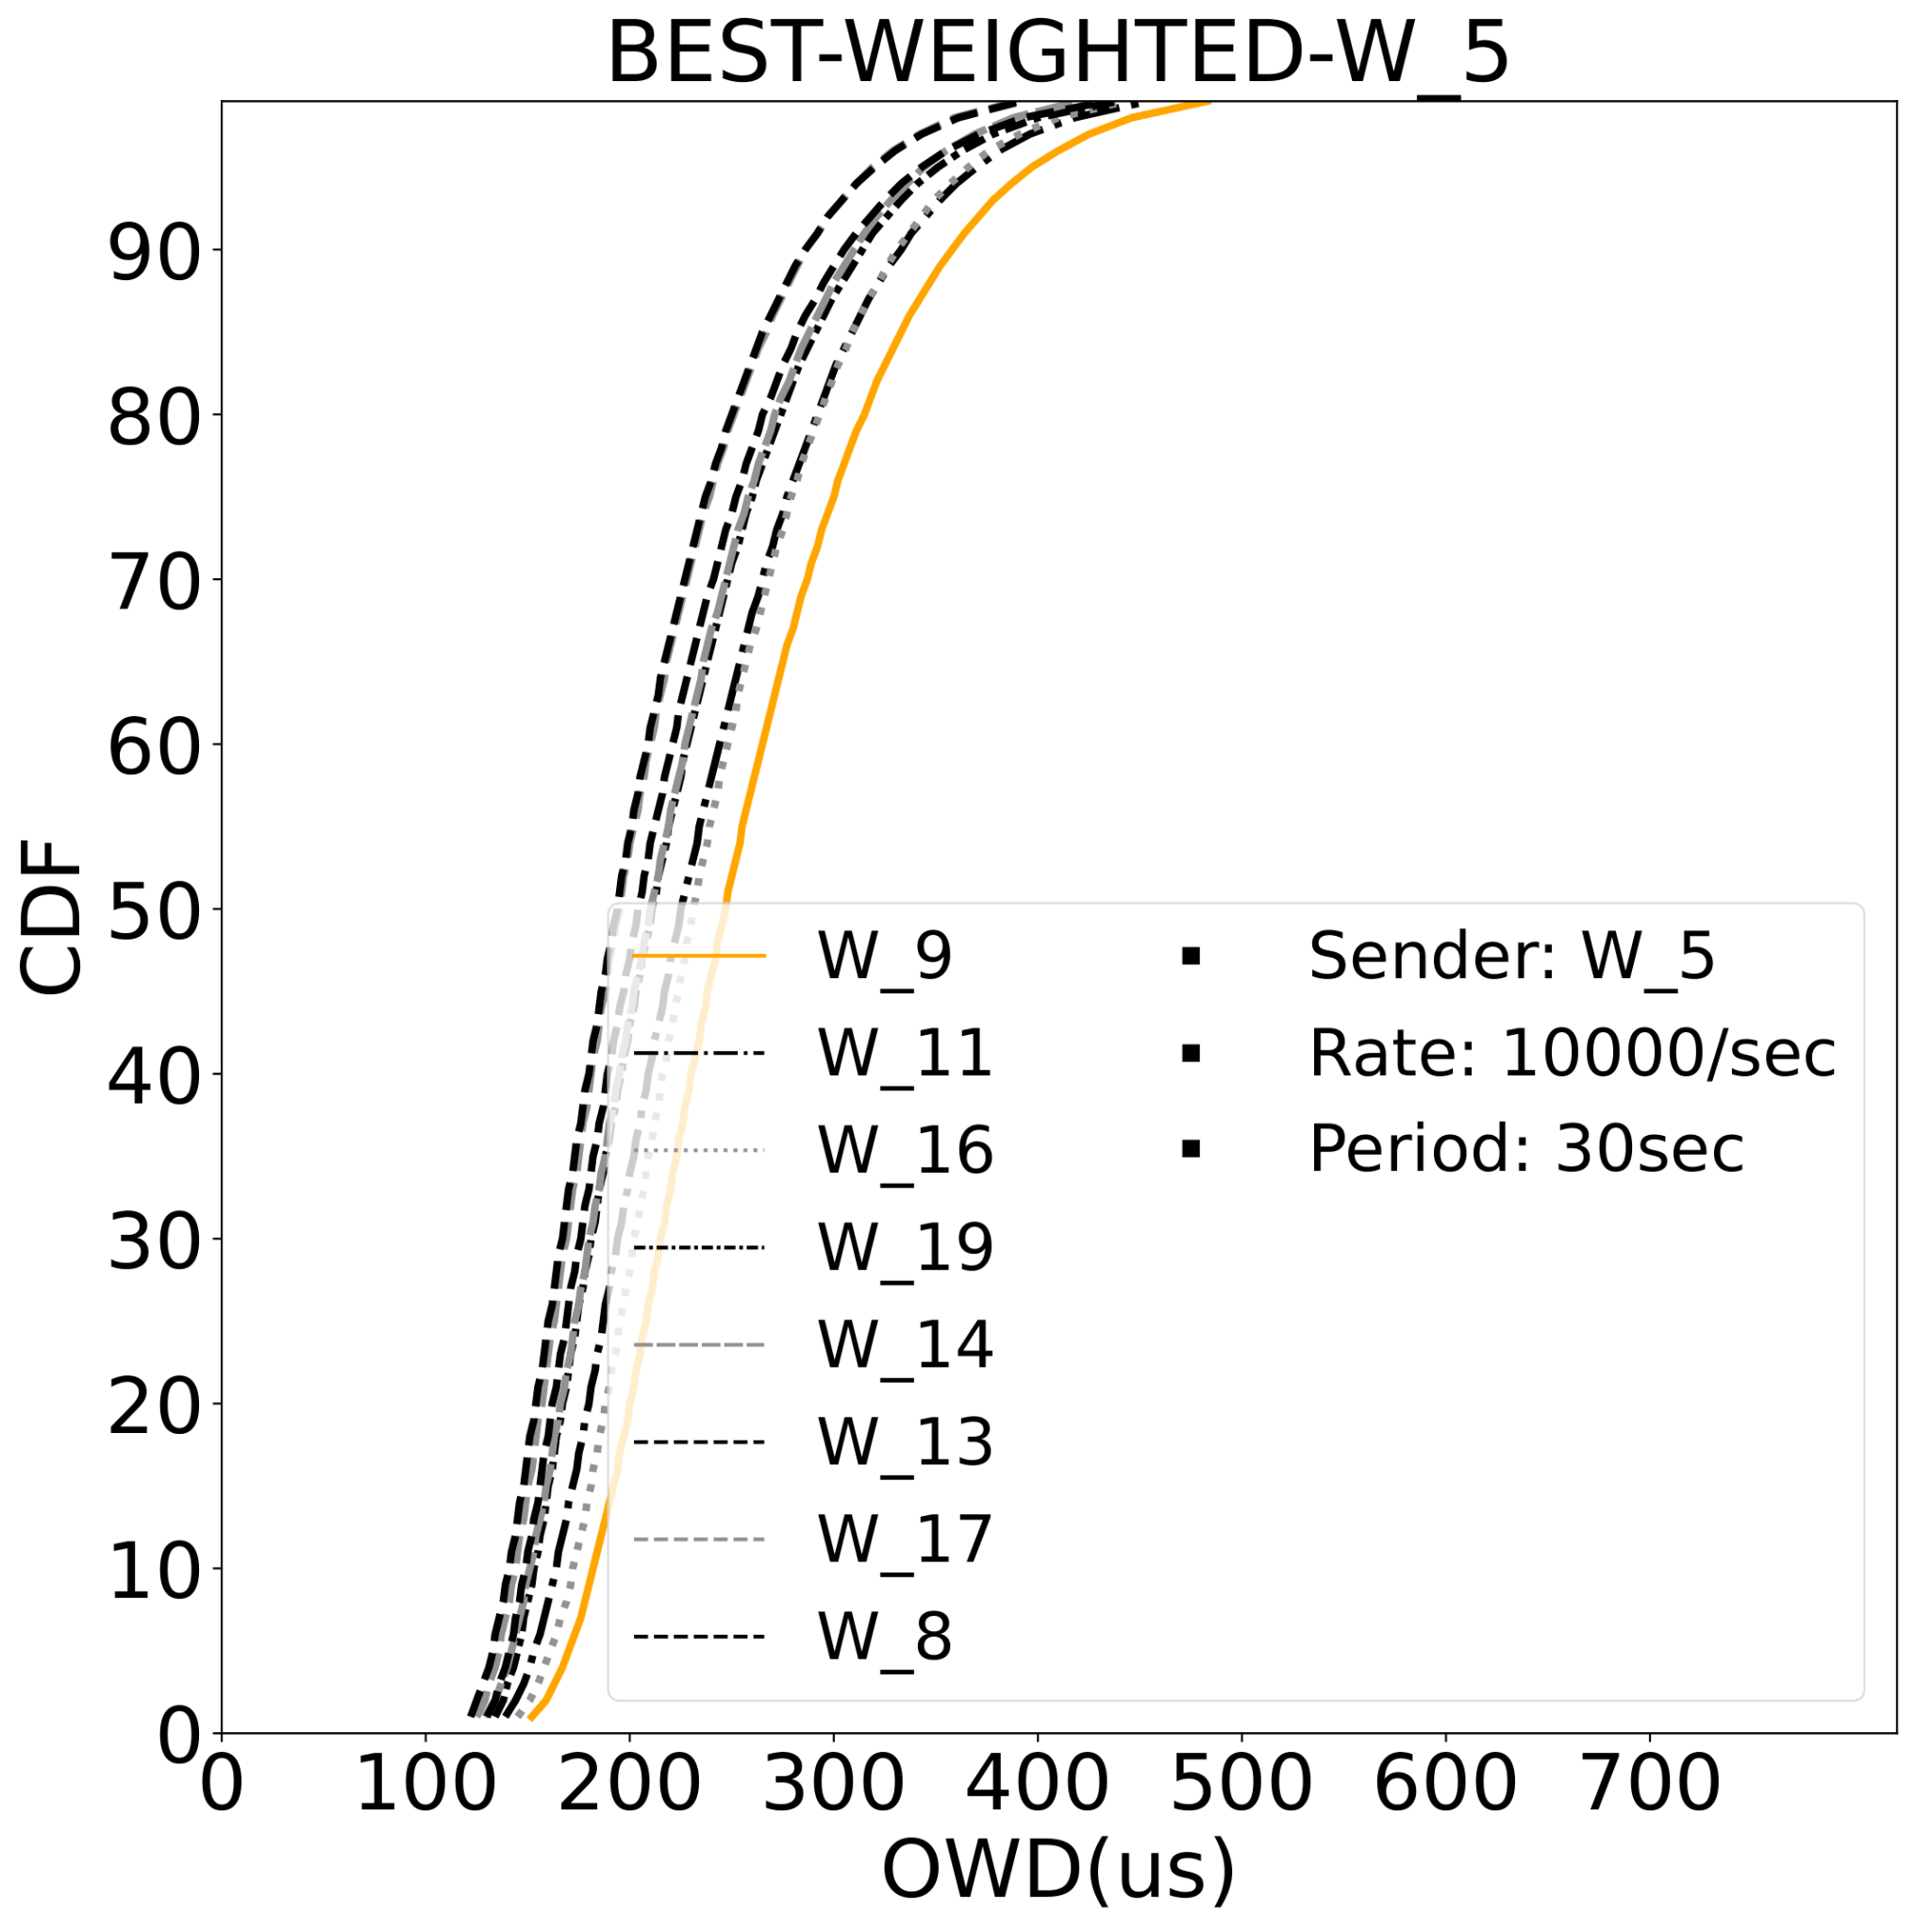 BEST-WEIGHTED-W_5
CDF
90
80
70
60
50
40
30
20
10
0
0 100 200 300 400 500 600 700
OWD(us)
W_9
W_11
W_16
W_19
W_14
W_13
W_17
W_8
Sender: W_5
Rate: 10000/sec
Period: 30sec